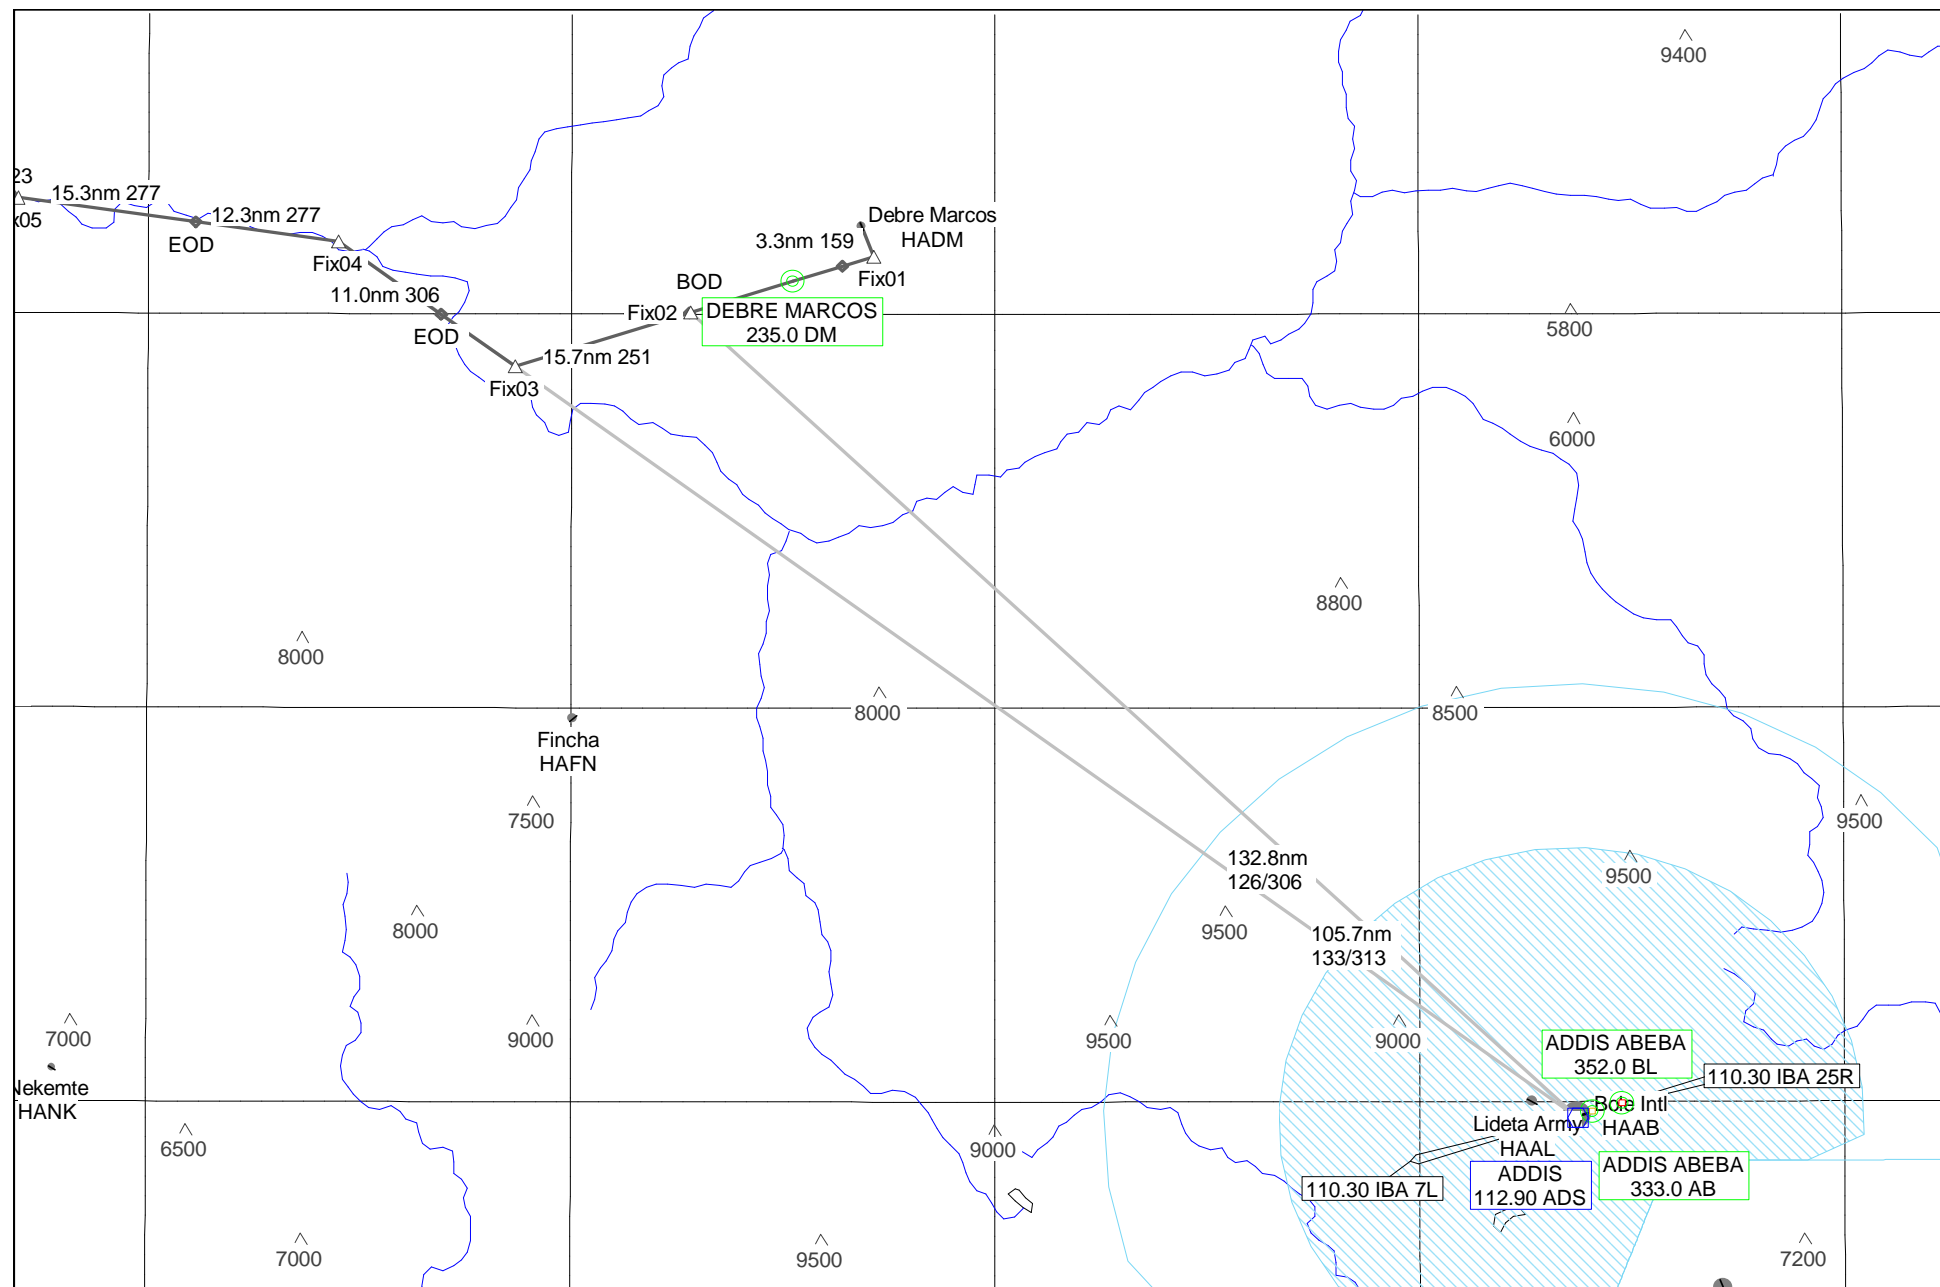 9400
23
15.3nm 277
x05
EOD
12.3nm 277
Fix04
Debre Marcos
HADM
3.3nm 159
Fix01
BOD
11.0nm 306
EOD
Fix02
DEBRE MARCOS
235.0 DM
5800
15.7nm 251
Fix03
6000
8800
8000
8000
8500
Fincha
HAFN
7500
9500
132.8nm
126/306
9500
8000
9500
105.7nm
133/313
7000
9000
9500
9000
ADDIS ABEBA
352.0 BL
110.30 IBA 25R
Nekemte
HANK
Bole Intl
HAAB
Lideta Army
HAAL
6500
9000
ADDIS ABEBA
333.0 AB
ADDIS
112.90 ADS
110.30 IBA 7L
7000
9500
7200